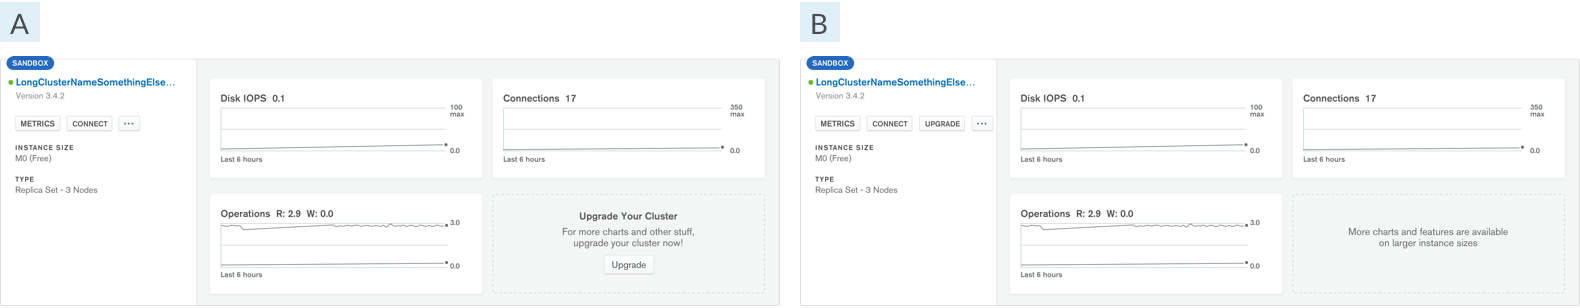 A
SANDBOX
LongClusterNameSomethingElse...
Version 3.4.2
METRICS CONNECT ...
INSTANCE SIZE
M0 (Free)
TYPE
Replica Set - 3 Nodes
Disk IOPS 0.1
100
max
0.0
Last 6 hours
Connections 17
350
max
0.0
Last 6 hours
Operations R: 2.9 W: 0.0
3.0
0.0
Last 6 hours
Upgrade Your Cluster
For more charts and other stuff,
upgrade your cluster now!
Upgrade
B
SANDBOX
LongClusterNameSomethingElse...
Version 3.4.2
METRICS CONNECT UPGRADE ...
INSTANCE SIZE
M0 (Free)
TYPE
Replica Set - 3 Nodes
Disk IOPS 0.1
100
max
0.0
Last 6 hours
Connections 17
350
max
0.0
Last 6 hours
Operations R: 2.9 W: 0.0
3.0
0.0
Last 6 hours
More charts and features are available
on larger instance sizes